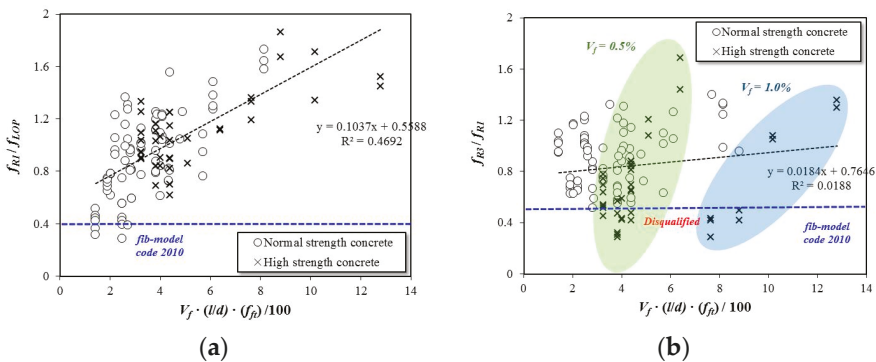 2
1.6
1.2
0.8
0.4
0
f_R1 / f_LOP
y = 0.1037x + 0.5588
R² = 0.4692
fib-model
code 2010
Normal strength concrete
High strength concrete
0 2 4 6 8 10 12 14
V_f · (l/d) · (f_ft) /100
(a)
2
1.6
1.2
0.8
0.4
0
f_R3 / f_R1
V_f = 0.5%
Normal strength concrete
High strength concrete
V_f = 1.0%
y = 0.0184x + 0.7646
R² = 0.0188
Disqualified
fib-model
code 2010
0 2 4 6 8 10 12 14
V_f · (l/d) · (f_ft) / 100
(b)